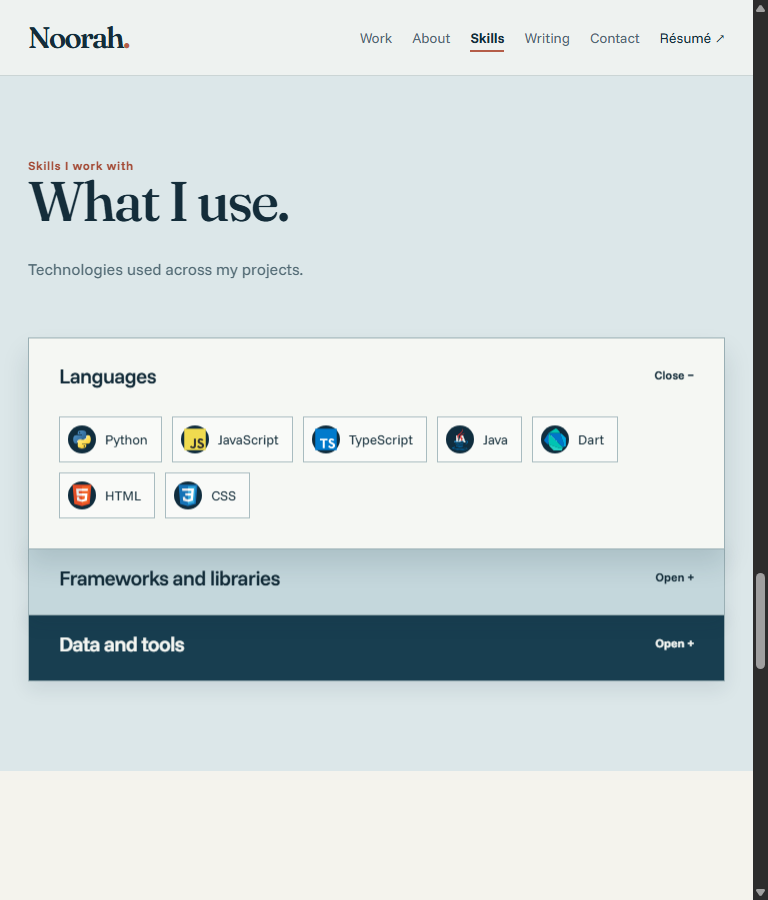 Noorah.
Work About Skills Writing Contact Résumé ↗
Skills I work with
What I use.
Technologies used across my projects.
Languages
Close −
Python JavaScript TypeScript Java Dart
HTML CSS
Frameworks and libraries
Open +
Data and tools
Open +